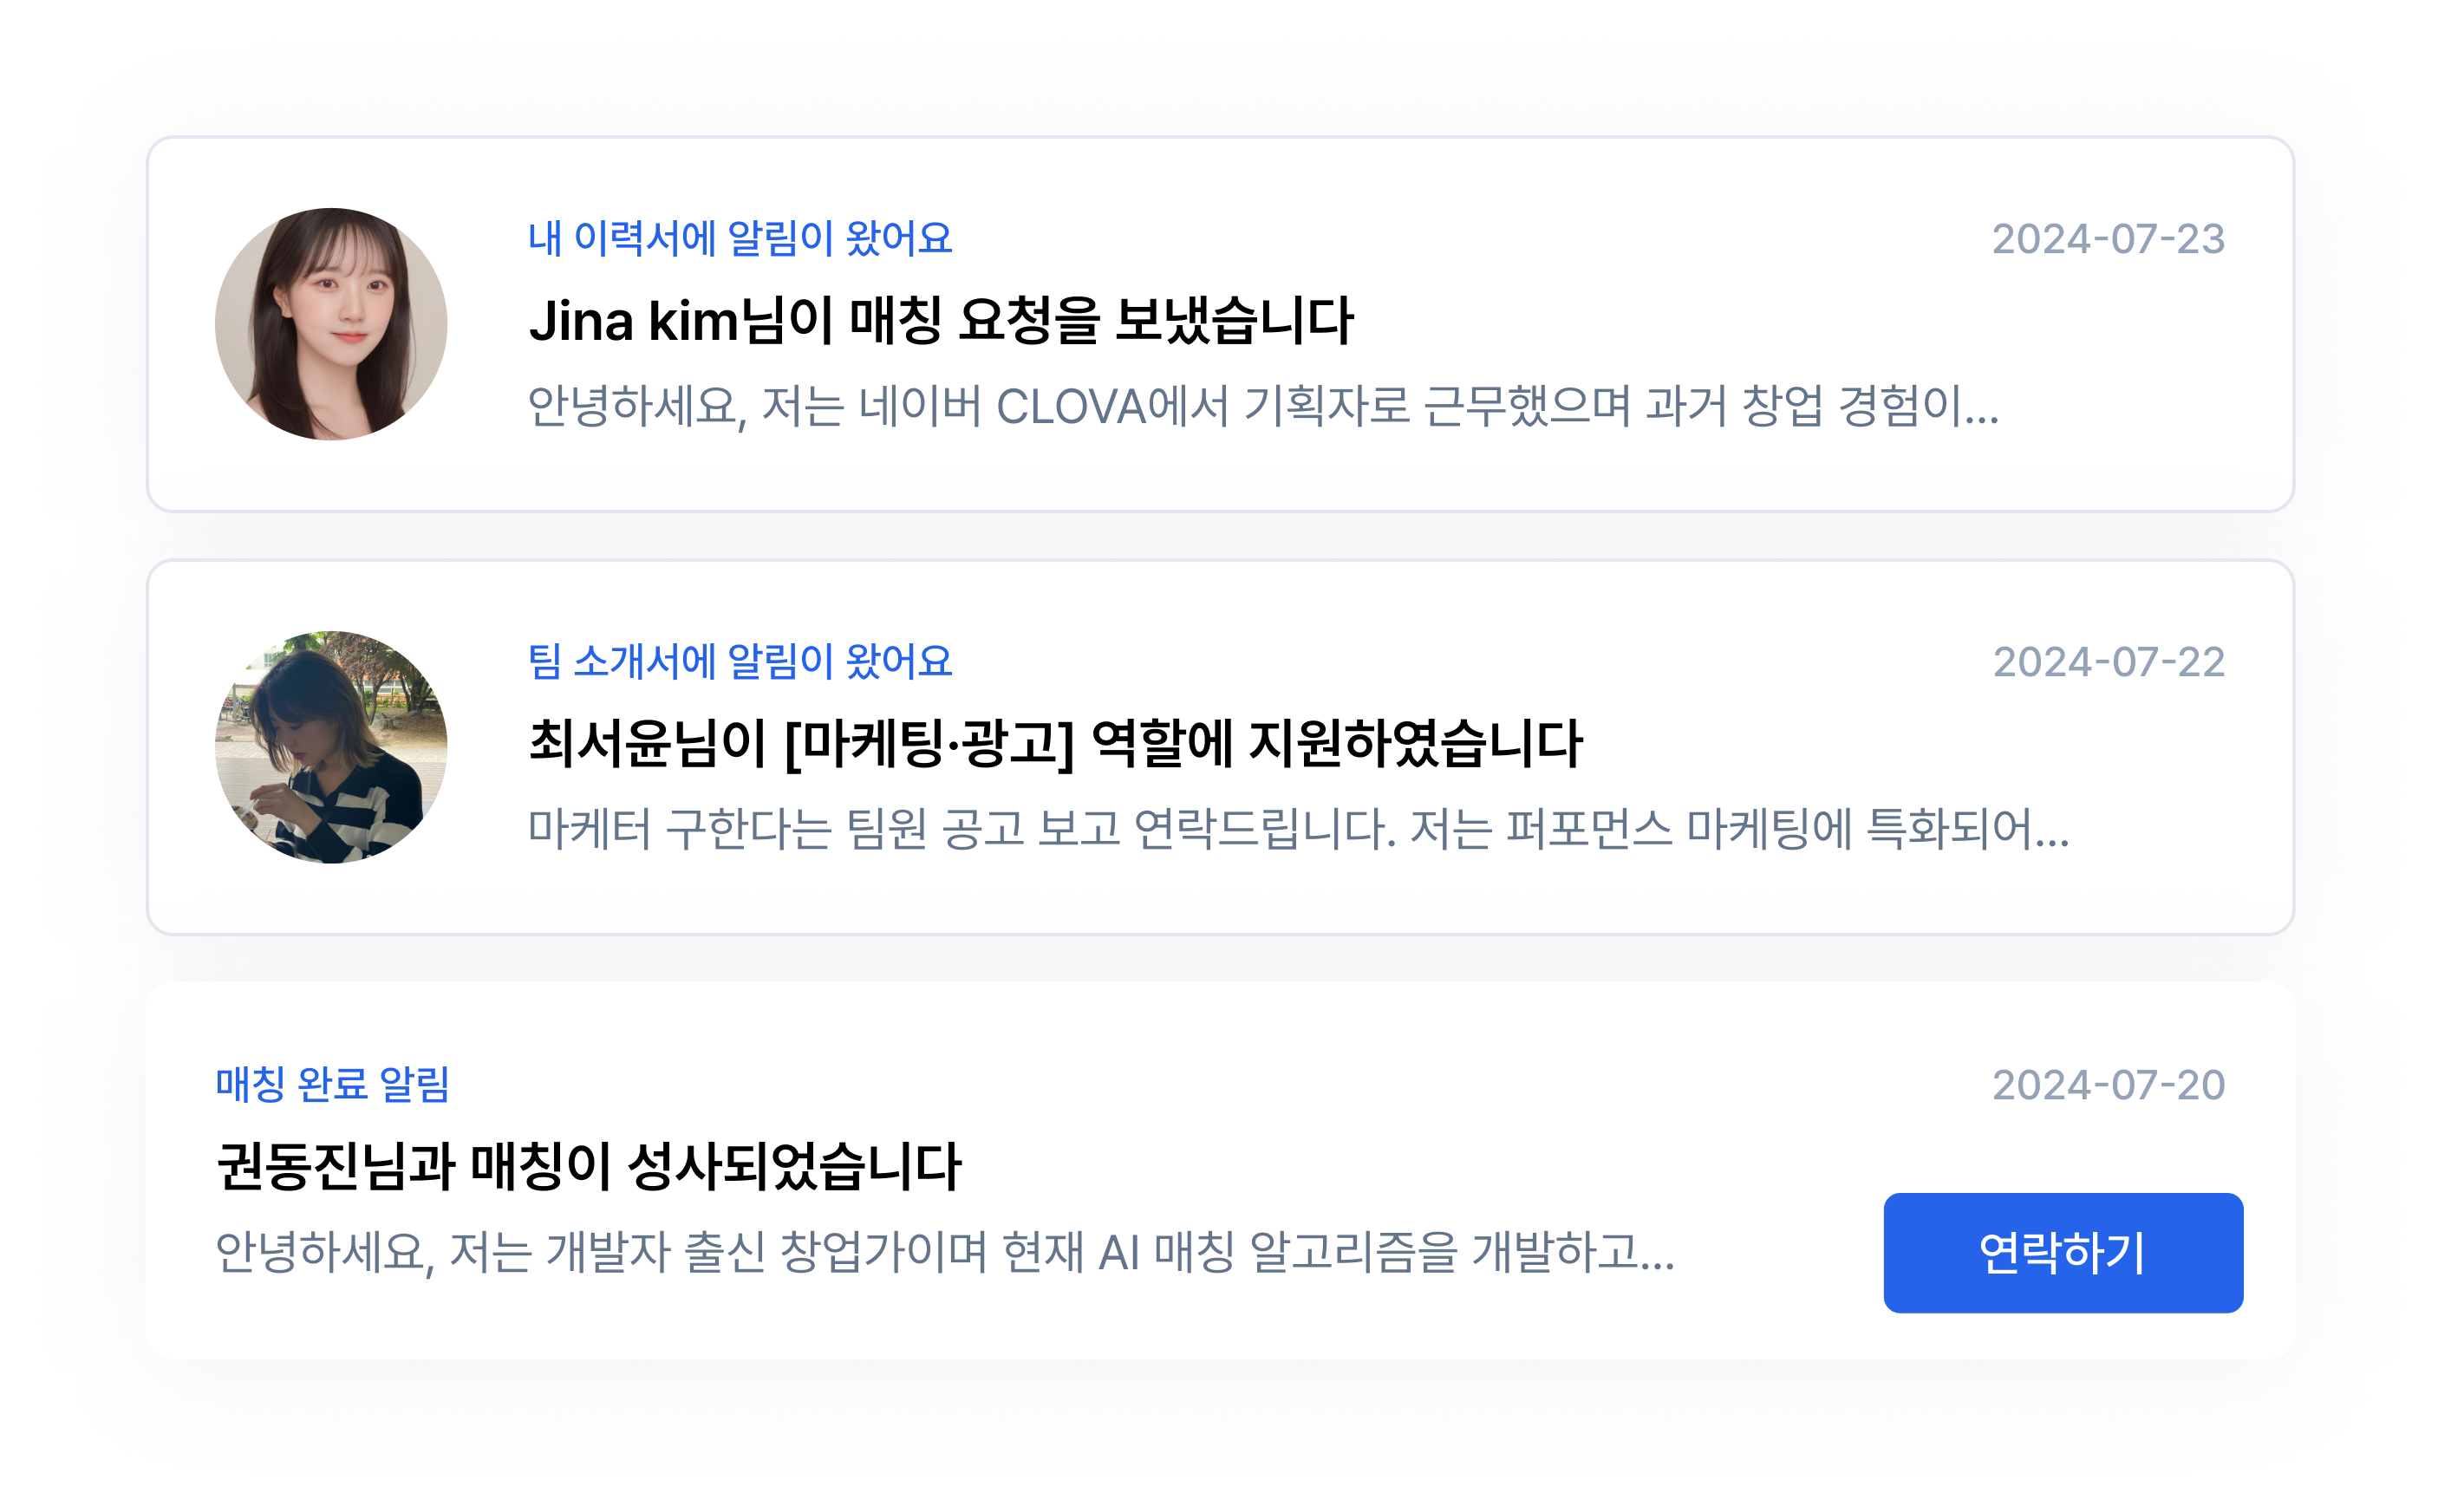 내 이력서에 알림이 왔어요
2024-07-23
Jina kim님이 매칭 요청을 보냈습니다
안녕하세요, 저는 네이버 CLOVA에서 기획자로 근무했으며 과거 창업 경험이...
팀 소개서에 알림이 왔어요
2024-07-22
최서윤님이 [마케팅·광고] 역할에 지원하였습니다
마케터 구한다는 팀원 공고 보고 연락드립니다. 저는 퍼포먼스 마케팅에 특화되어...
매칭 완료 알림
2024-07-20
권동진님과 매칭이 성사되었습니다
안녕하세요, 저는 개발자 출신 창업가이며 현재 AI 매칭 알고리즘을 개발하고...
연락하기